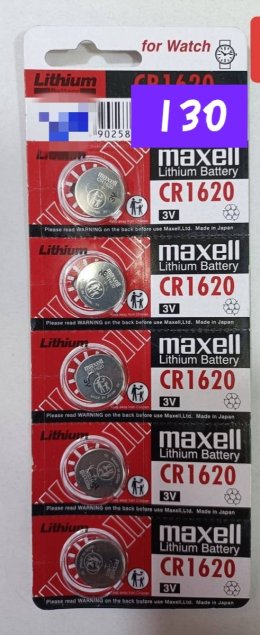 for Watch
Lithium
CR1620
130
90258
maxell
Lithium Battery
CR1620
3V
Please read WARNING on the back before use Maxell,Ltd. Made in Japan
maxell
Lithium Battery
CR1620
3V
Please read WARNING on the back before use Maxell,Ltd. Made in Japan
Lithium
maxell
Lithium Battery
CR1620
3V
Please read WARNING on the back before use Maxell,Ltd. Made in Japan
Lithium
maxell
Lithium Battery
CR1620
3V
Please read WARNING on the back before use Maxell,Ltd. Made in Japan
Lithium
maxell
Lithium Battery
CR1620
3V
Please read WARNING on the back before use Maxell,Ltd. Made in Japan